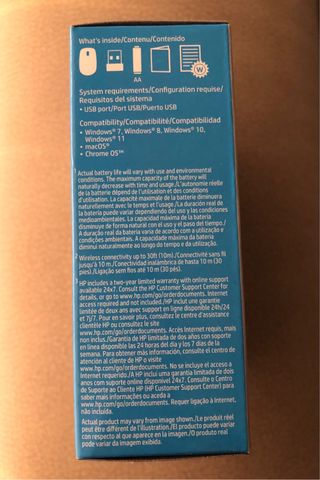 What's inside/Contenu/Contenido
AA
W
System requirements/Configuration requise/
Requisitos del sistema
• USB port/Port USB/Puerto USB
Compatibility/Compatibilité/Compatibilidad
• Windows® 7, Windows® 8, Windows® 10,
Windows® 11
• macOS®
• Chrome OS™
¹ Actual battery life will vary with use and environmental
conditions. The maximum capacity of the battery will
naturally decrease with time and usage./L'autonomie réelle
de la batterie dépend de l'utilisation et des conditions
d'utilisation. La capacité maximale de la batterie diminura
naturellement avec le temps et l'usage./La duración real de
la batería puede variar dependiendo del uso y las condiciones
medioambientales. La capacidad máxima de la batería
disminuye de forma natural con el uso y el paso del tiempo./
A duração real da bateria varia de acordo com a utilização e
condições ambientais. A capacidade máxima da bateria
diminui naturalmente ao longo do tempo e da utilização.
² Wireless connectivity up to 30ft (10m)./Connectivité sans fil
jusqu'à 10 m./Conectividad inalámbrica de hasta 10 m (30
pies)./Ligação sem fios até 10 m (30 pés).
³ HP includes a two-year limited warranty with online support
available 24x7. Consult the HP Customer Support Center for
details, or go to www.hp.com/go/orderdocuments. Internet
access required and not included./HP inclut une garantie
limitée de deux ans avec support en ligne disponible 24h/24
et 7j/7. Pour en savoir plus, consultez le centre d'assistance
clientèle HP ou consultez le site
www.hp.com/go/orderdocuments. Accès Internet requis, mais
non inclus./Garantía de HP limitada de dos años con soporte
en línea disponible las 24 horas del día y los 7 días de la
semana. Para obtener más información, consulte el centro de
atención al cliente de HP o visite
www.hp.com/go/orderdocuments. No se incluye el acceso a
Internet requerido./A HP inclui uma garantia limitada de dois
anos com suporte online disponível 24x7. Consulte o Centro
de Suporte ao Cliente HP (HP Customer Support Center) para
saber mais informações ou aceda a
www.hp.com/go/orderdocuments. Requer ligação à Internet,
não incluída.
Actual product may vary from image shown./Le produit réel
peut être différent de l'illustration./El producto puede variar
con respecto al que aparece en la imagen./O produto real
pode variar da imagem exibida.